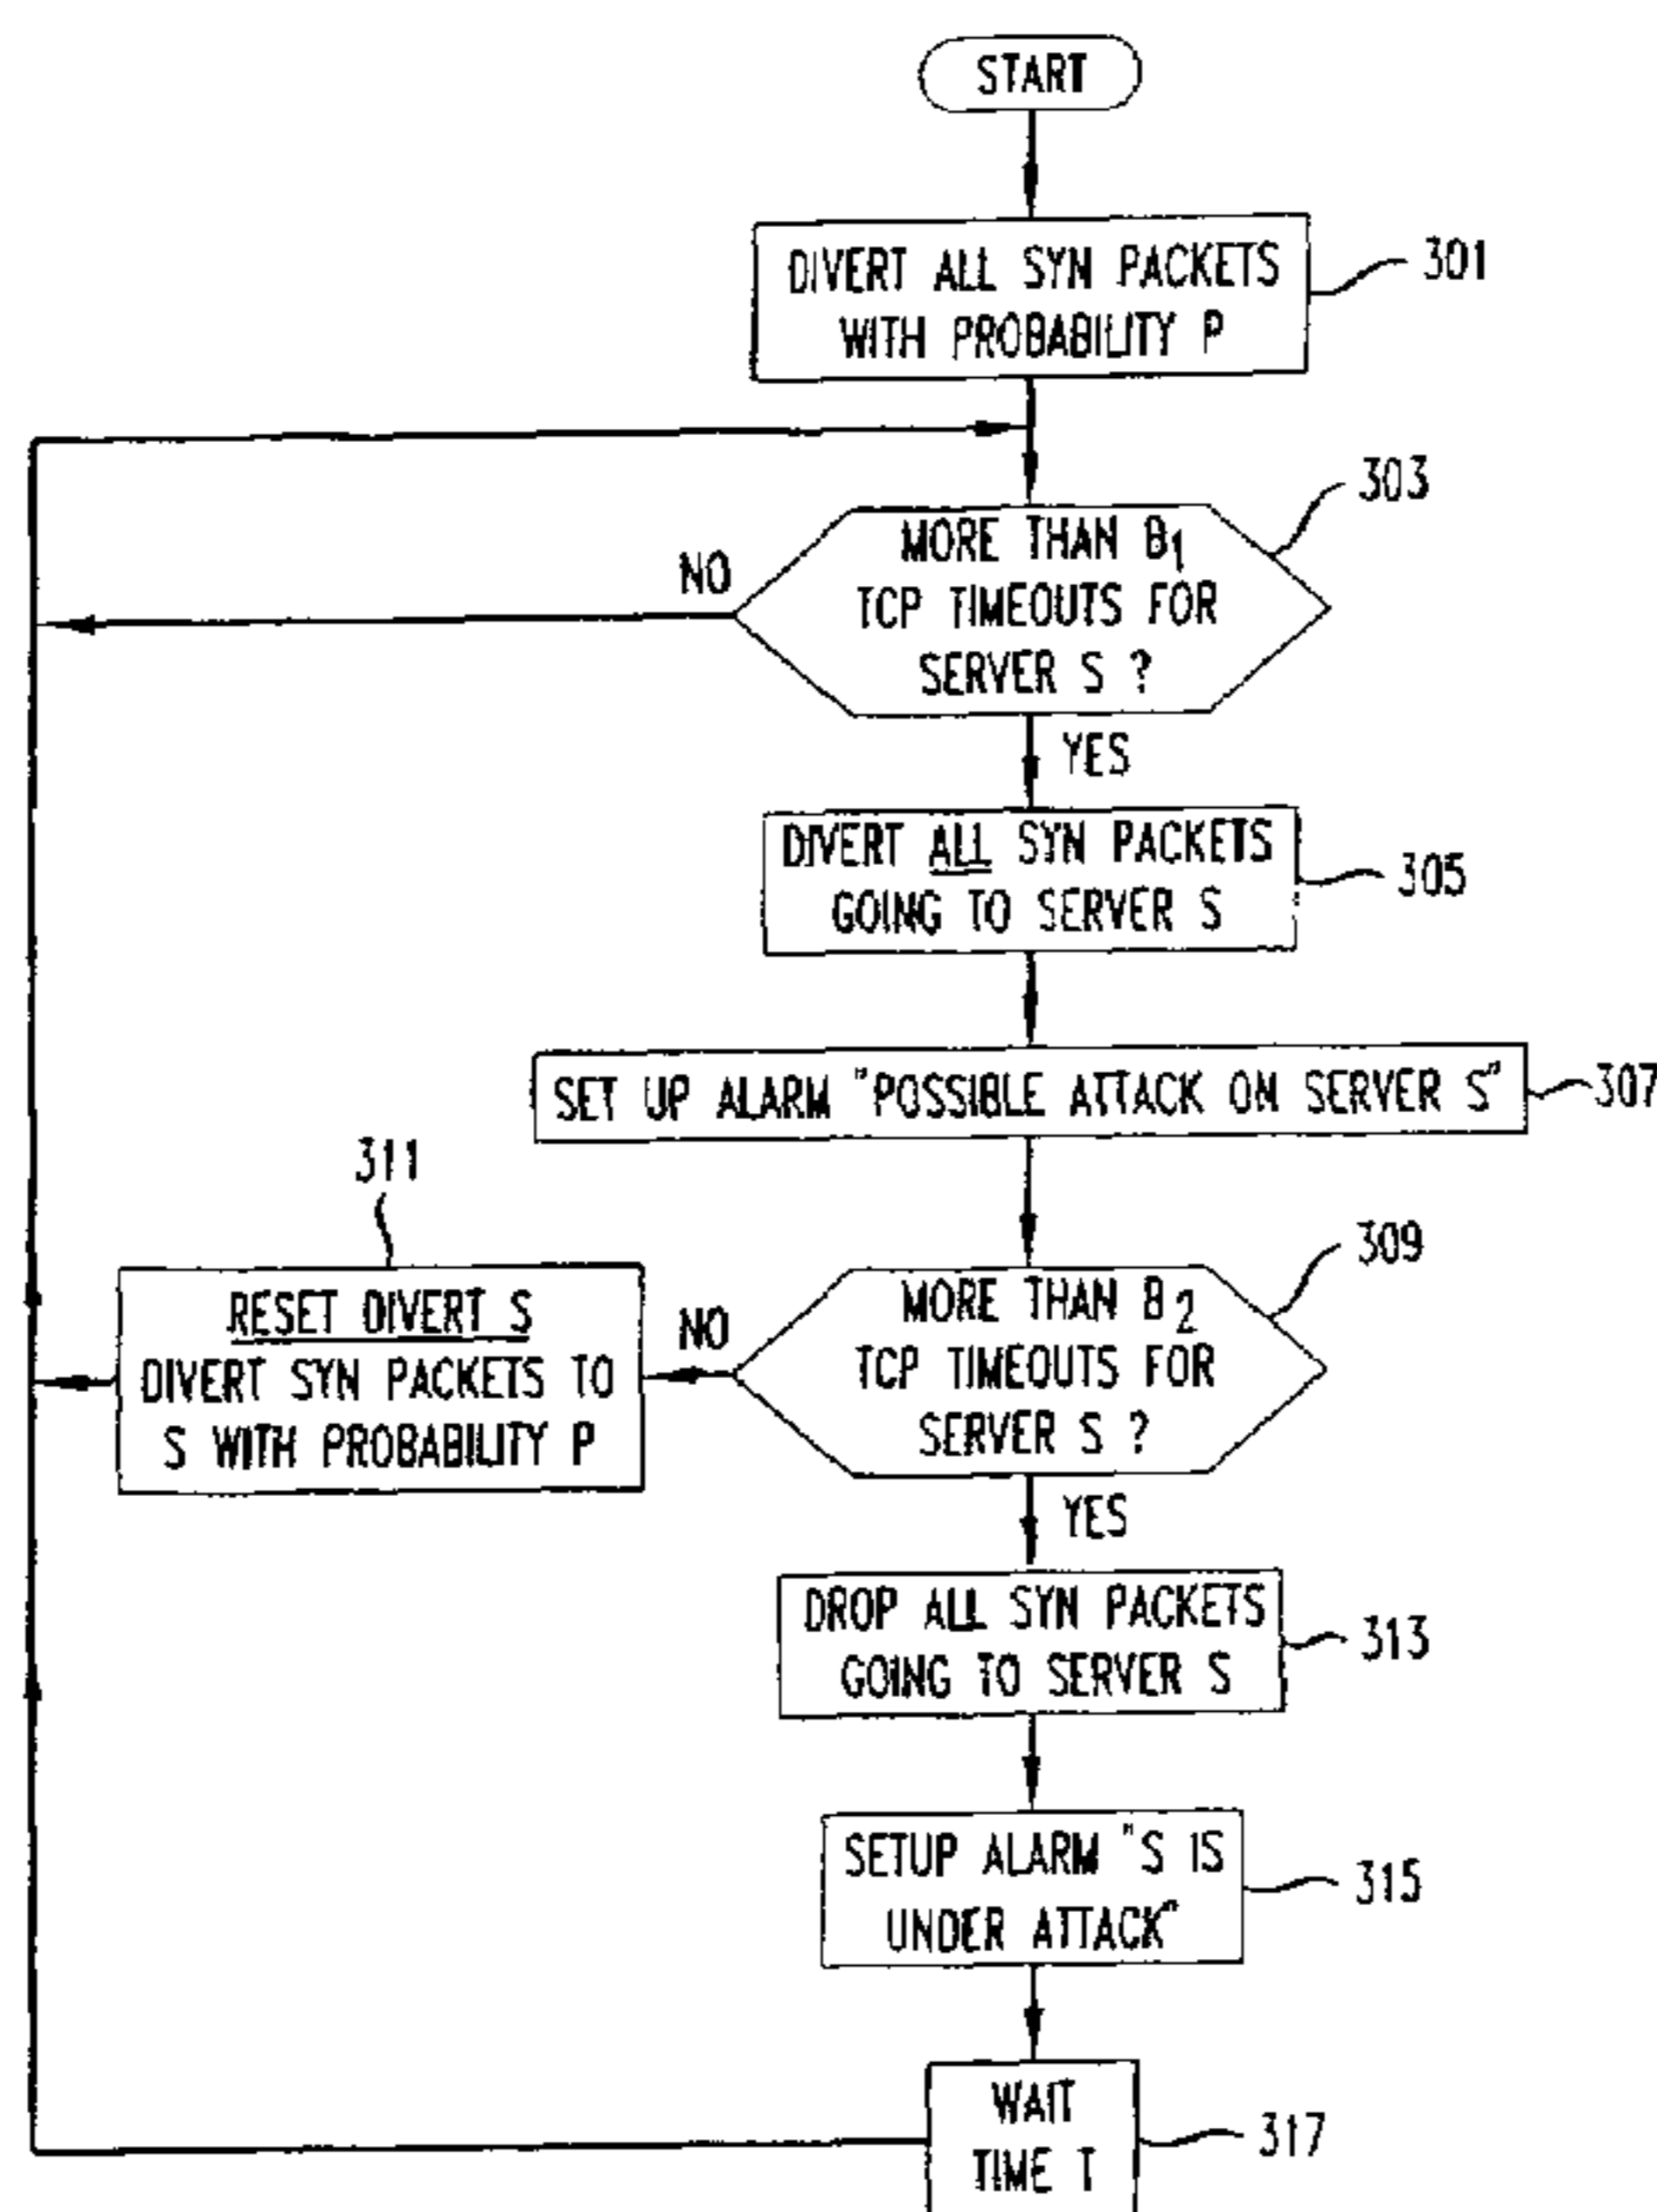 START
DIVERT ALL SYN PACKETS
WITH PROBABILITY P
301
MORE THAN B1
TCP TIMEOUTS FOR
SERVER S ?
303
NO
YES
DIVERT ALL SYN PACKETS
GOING TO SERVER S
305
SET UP ALARM "POSSIBLE ATTACK ON SERVER S"
307
311
RESET DIVERT S
DIVERT SYN PACKETS TO
S WITH PROBABILITY P
NO
MORE THAN B2
TCP TIMEOUTS FOR
SERVER S ?
309
YES
DROP ALL SYN PACKETS
GOING TO SERVER S
313
SETUP ALARM "S IS
UNDER ATTACK"
315
WAIT
TIME T
317